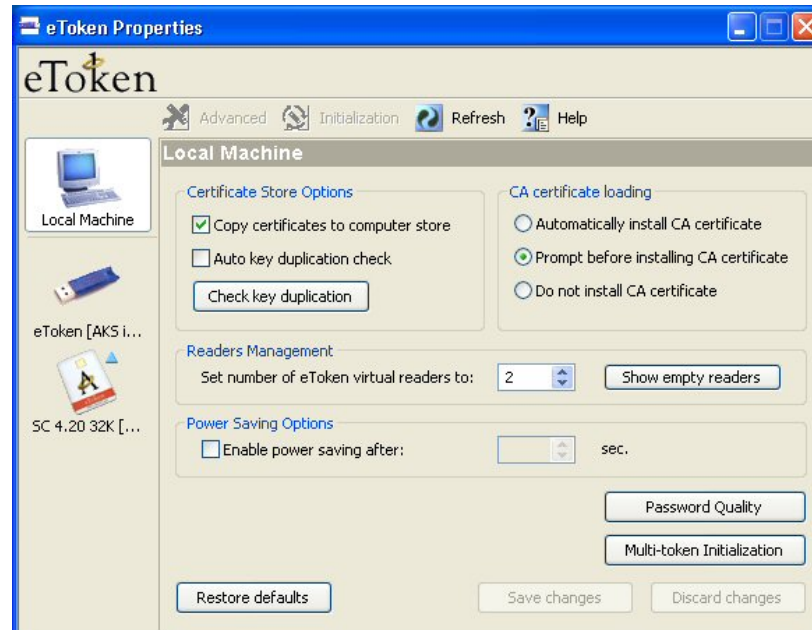 eToken Properties
eToken
Advanced Initialization Refresh Help
Local Machine
Local Machine
eToken [AKS i...
SC 4.20 32K [...
Certificate Store Options
Copy certificates to computer store
Auto key duplication check
Check key duplication
CA certificate loading
Automatically install CA certificate
Prompt before installing CA certificate
Do not install CA certificate
Readers Management
Set number of eToken virtual readers to: 2 Show empty readers
Power Saving Options
Enable power saving after: sec.
Password Quality
Multi-token Initialization
Restore defaults Save changes Discard changes